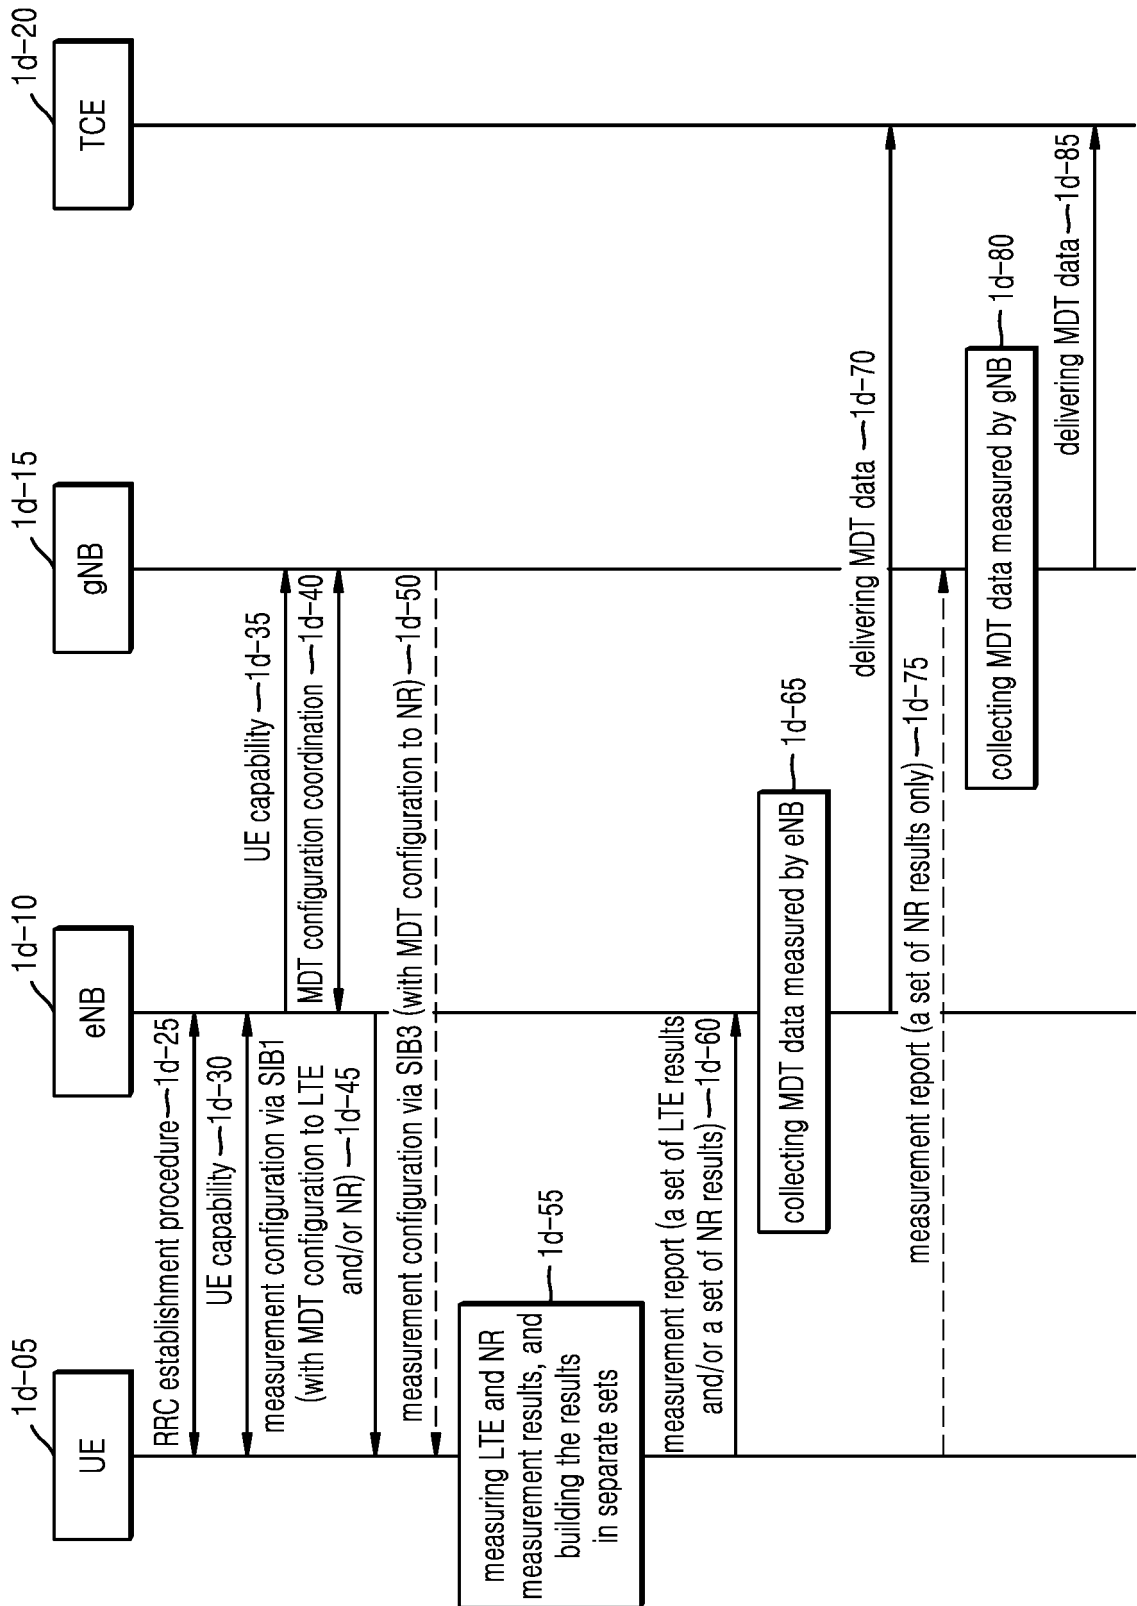 UE
1d-05
eNB
1d-10
gNB
1d-15
TCE
1d-20
RRC establishment procedure 1d-25
UE capability 1d-30
UE capability 1d-35
MDT configuration coordination 1d-40
measurement configuration via SIB1
(with MDT configuration to LTE
and/or NR) 1d-45
measurement configuration via SIB3 (with MDT configuration to NR) 1d-50
measuring LTE and NR
measurement results, and
building the results
in separate sets
1d-55
measurement report (a set of LTE results
and/or a set of NR results) 1d-60
collecting MDT data measured by eNB
1d-65
delivering MDT data 1d-70
measurement report (a set of NR results only) 1d-75
collecting MDT data measured by gNB
1d-80
delivering MDT data 1d-85